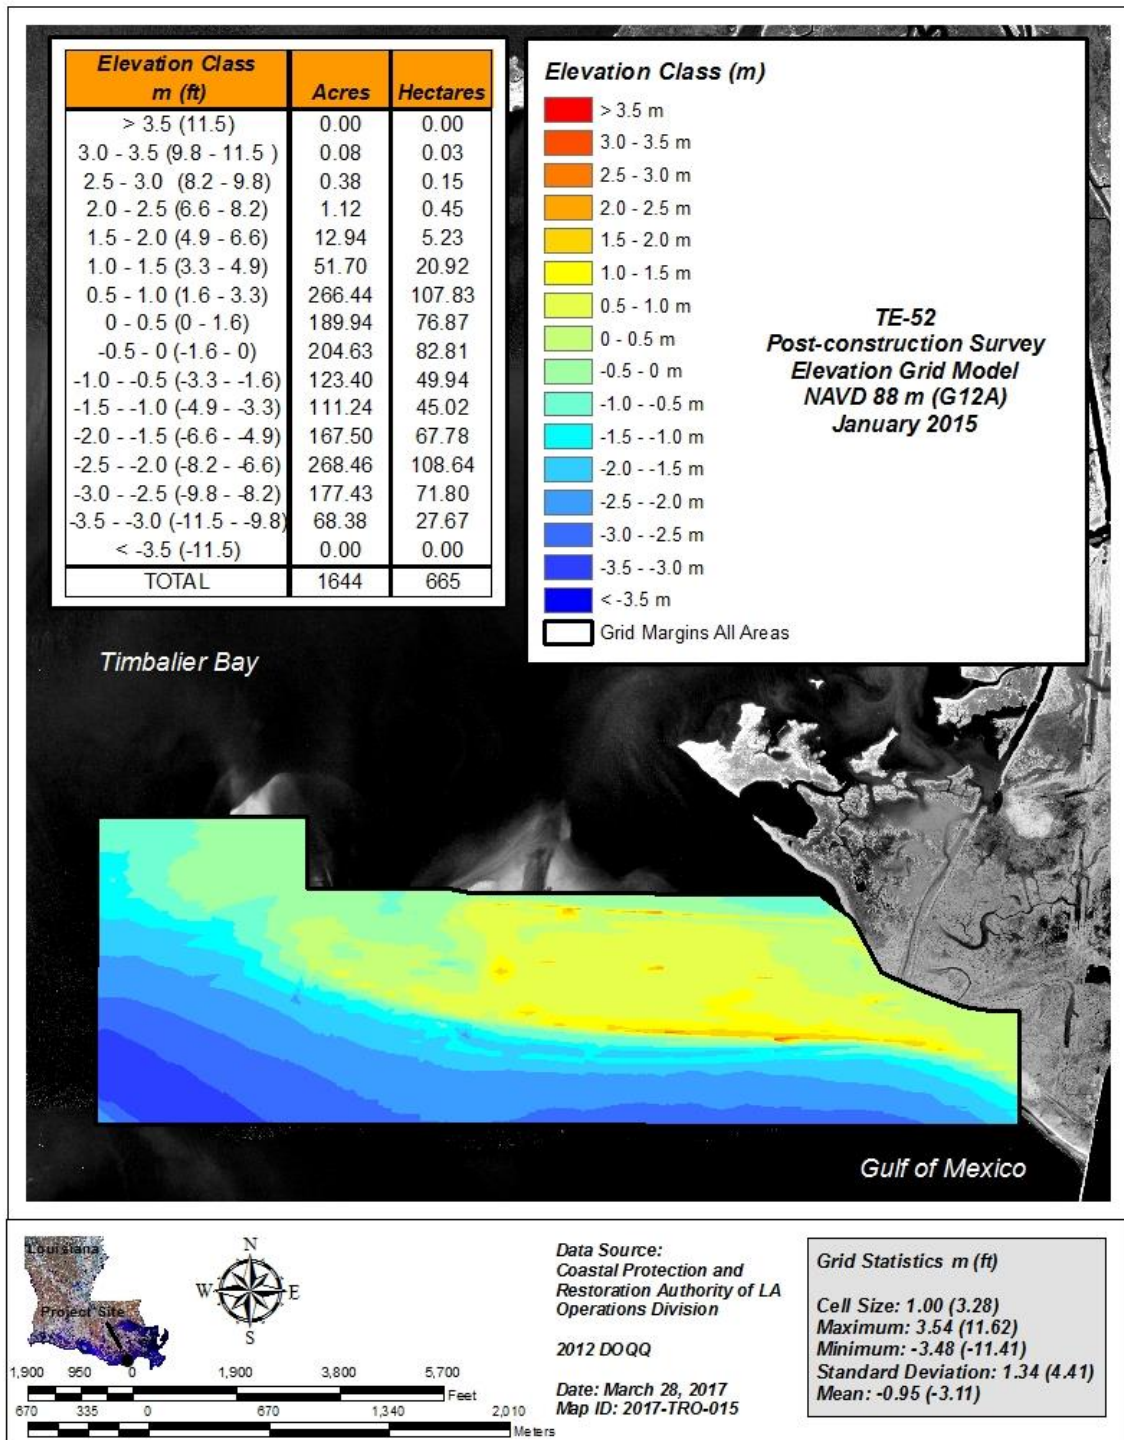 Elevation Class
m (ft) Acres Hectares
> 3.5 (11.5) 0.00 0.00
3.0 - 3.5 (9.8 - 11.5 ) 0.08 0.03
2.5 - 3.0 (8.2 - 9.8) 0.38 0.15
2.0 - 2.5 (6.6 - 8.2) 1.12 0.45
1.5 - 2.0 (4.9 - 6.6) 12.94 5.23
1.0 - 1.5 (3.3 - 4.9) 51.70 20.92
0.5 - 1.0 (1.6 - 3.3) 266.44 107.83
0 - 0.5 (0 - 1.6) 189.94 76.87
-0.5 - 0 (-1.6 - 0) 204.63 82.81
-1.0 - -0.5 (-3.3 - -1.6) 123.40 49.94
-1.5 - -1.0 (-4.9 - -3.3) 111.24 45.02
-2.0 - -1.5 (-6.6 - -4.9) 167.50 67.78
-2.5 - -2.0 (-8.2 - -6.6) 268.46 108.64
-3.0 - -2.5 (-9.8 - -8.2) 177.43 71.80
-3.5 - -3.0 (-11.5 - -9.8) 68.38 27.67
< -3.5 (-11.5) 0.00 0.00
TOTAL 1644 665
Elevation Class (m)
> 3.5 m
3.0 - 3.5 m
2.5 - 3.0 m
2.0 - 2.5 m
1.5 - 2.0 m
1.0 - 1.5 m
0.5 - 1.0 m
0 - 0.5 m
-0.5 - 0 m
-1.0 - -0.5 m
-1.5 - -1.0 m
-2.0 - -1.5 m
-2.5 - -2.0 m
-3.0 - -2.5 m
-3.5 - -3.0 m
< -3.5 m
Grid Margins All Areas
TE-52
Post-construction Survey
Elevation Grid Model
NAVD 88 m (G12A)
January 2015
Timbalier Bay
Gulf of Mexico
Louisiana
Project Site
N
W E
S
1,900 950 0 1,900 3,800 5,700
Feet
670 335 0 670 1,340 2,010
Meters
Data Source:
Coastal Protection and
Restoration Authority of LA
Operations Division
2012 DOQQ
Date: March 28, 2017
Map ID: 2017-TRO-015
Grid Statistics m (ft)
Cell Size: 1.00 (3.28)
Maximum: 3.54 (11.62)
Minimum: -3.48 (-11.41)
Standard Deviation: 1.34 (4.41)
Mean: -0.95 (-3.11)